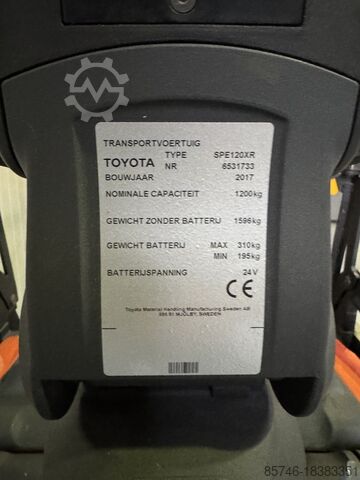 TRANSPORTVOERTUIG
TOYOTA TYPE SPE120XR
NR 6531733
BOUWJAAR 2017
NOMINALE CAPACITEIT 1200kg
GEWICHT ZONDER BATTERIJ 1596kg
GEWICHT BATTERIJ MAX 310kg
MIN 195kg
BATTERIJSPANNING 24V
CE
Toyota Material Handling Manufacturing Sweden AB
595 81 MJÖLBY, SWEDEN
85746-18383351